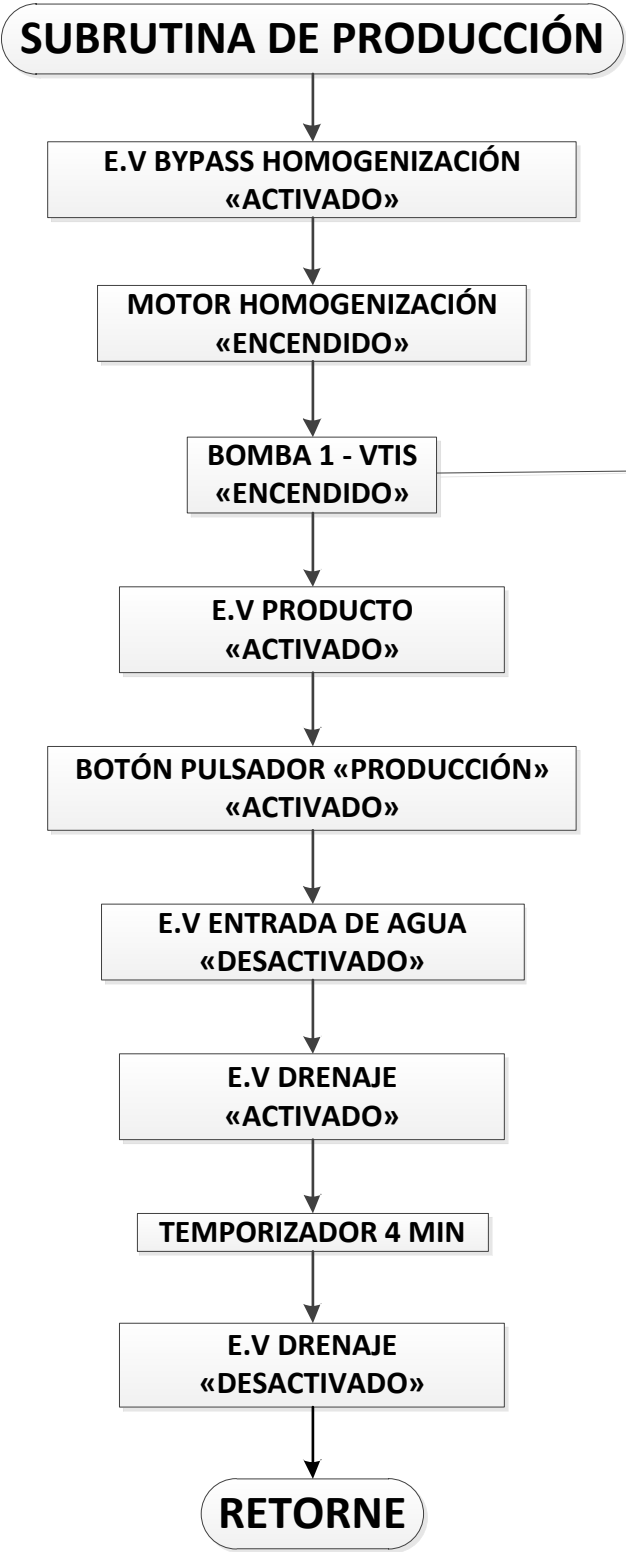 SUBRUTINA DE PRODUCCIÓN
E.V BYPASS HOMOGENIZACIÓN
«ACTIVADO»
MOTOR HOMOGENIZACIÓN
«ENCENDIDO»
BOMBA 1 - VTIS
«ENCENDIDO»
E.V PRODUCTO
«ACTIVADO»
BOTÓN PULSADOR «PRODUCCIÓN»
«ACTIVADO»
E.V ENTRADA DE AGUA
«DESACTIVADO»
E.V DRENAJE
«ACTIVADO»
TEMPORIZADOR 4 MIN
E.V DRENAJE
«DESACTIVADO»
RETORNE